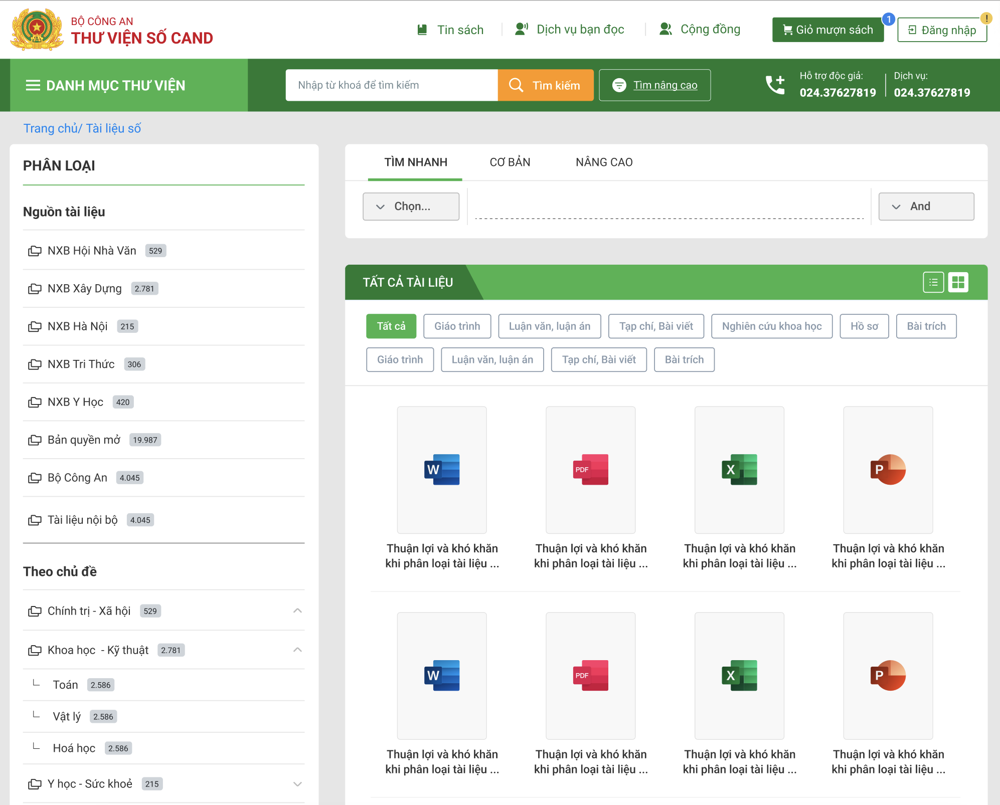 BỘ CÔNG AN
THƯ VIỆN SỐ CAND
Tin sách
Dịch vụ bạn đọc
Cộng đồng
Giỏ mượn sách
1
Đăng nhập
!
DANH MỤC THƯ VIỆN
Nhập từ khoá để tìm kiếm
Tìm kiếm
Tìm nâng cao
Hỗ trợ độc giả:
024.37627819
Dịch vụ:
024.37627819
Trang chủ/ Tài liệu số
PHÂN LOẠI
Nguồn tài liệu
NXB Hội Nhà Văn 529
NXB Xây Dựng 2.781
NXB Hà Nội 215
NXB Tri Thức 306
NXB Y Học 420
Bản quyền mở 19.987
Bộ Công An 4.045
Tài liệu nội bộ 4.045
Theo chủ đề
Chính trị - Xã hội 529
Khoa học - Kỹ thuật 2.781
Toán 2.586
Vật lý 2.586
Hoá học 2.586
Y học - Sức khoẻ 215
TÌM NHANH
CƠ BẢN
NÂNG CAO
Chọn...
And
TẤT CẢ TÀI LIỆU
Tất cả
Giáo trình
Luận văn, luận án
Tạp chí, Bài viết
Nghiên cứu khoa học
Hồ sơ
Bài trích
Giáo trình
Luận văn, luận án
Tạp chí, Bài viết
Bài trích
W
PDF
X
P
Thuận lợi và khó khăn
khi phân loại tài liệu ...
Thuận lợi và khó khăn
khi phân loại tài liệu ...
Thuận lợi và khó khăn
khi phân loại tài liệu ...
Thuận lợi và khó khăn
khi phân loại tài liệu ...
W
PDF
X
P
Thuận lợi và khó khăn
khi phân loại tài liệu ...
Thuận lợi và khó khăn
khi phân loại tài liệu ...
Thuận lợi và khó khăn
khi phân loại tài liệu ...
Thuận lợi và khó khăn
khi phân loại tài liệu ...